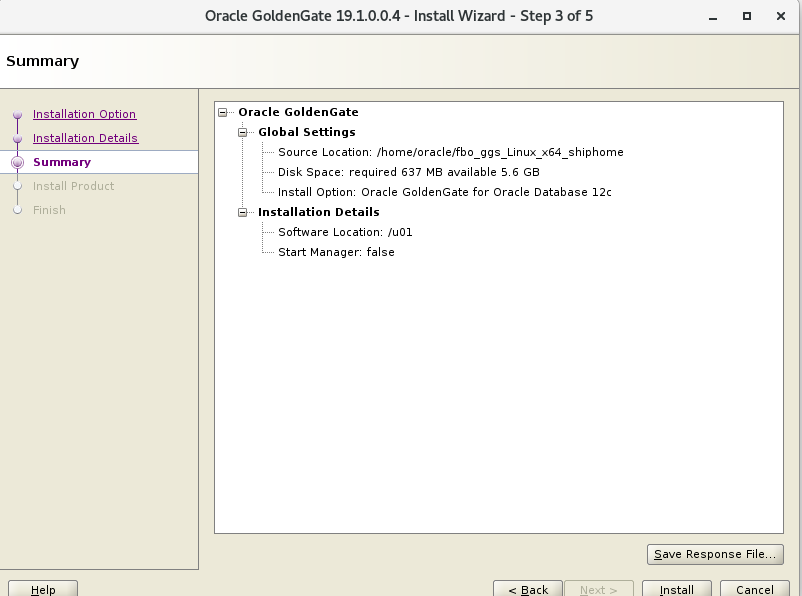 Oracle GoldenGate 19.1.0.0.4 - Install Wizard - Step 3 of 5
Summary
Installation Option
Installation Details
Summary
Install Product
Finish
Oracle GoldenGate
Global Settings
Source Location: /home/oracle/fbo_ggs_Linux_x64_shiphome
Disk Space: required 637 MB available 5.6 GB
Install Option: Oracle GoldenGate for Oracle Database 12c
Installation Details
Software Location: /u01
Start Manager: false
Save Response File...
Help
< Back
Next >
Install
Cancel